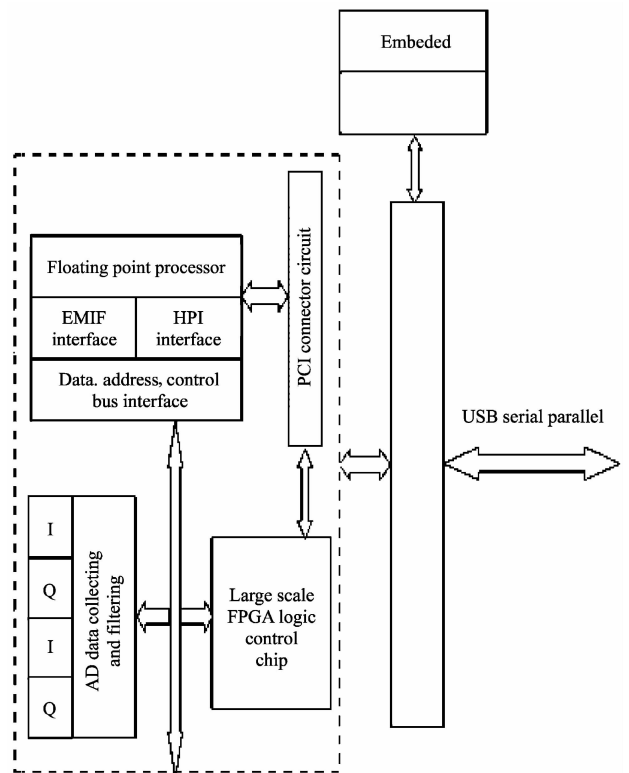 Embeded
Floating point processor
EMIF
interface
HPI
interface
Data. address, control
bus interface
PCI connector circuit
USB serial parallel
I
Q
I
Q
AD data collecting
and filtering
Large scale
FPGA logic
control
chip